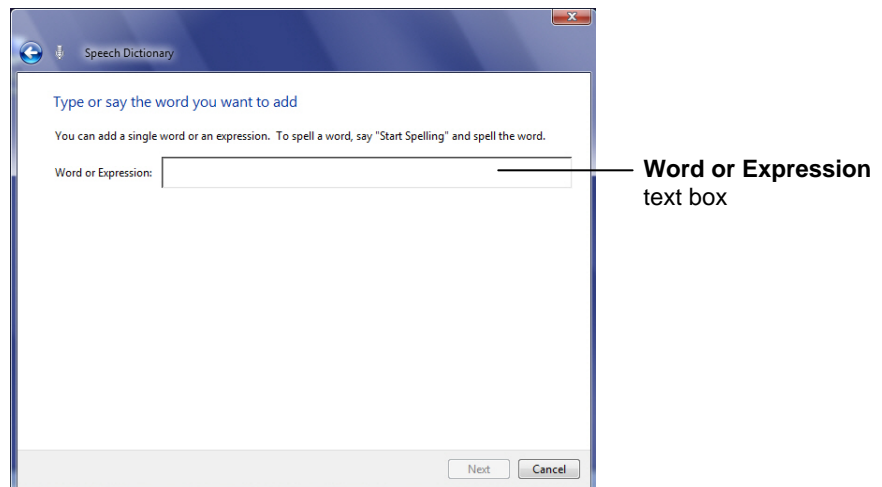 Speech Dictionary
Type or say the word you want to add
You can add a single word or an expression. To spell a word, say "Start Spelling" and spell the word.
Word or Expression:
Word or Expression
text box
Next Cancel